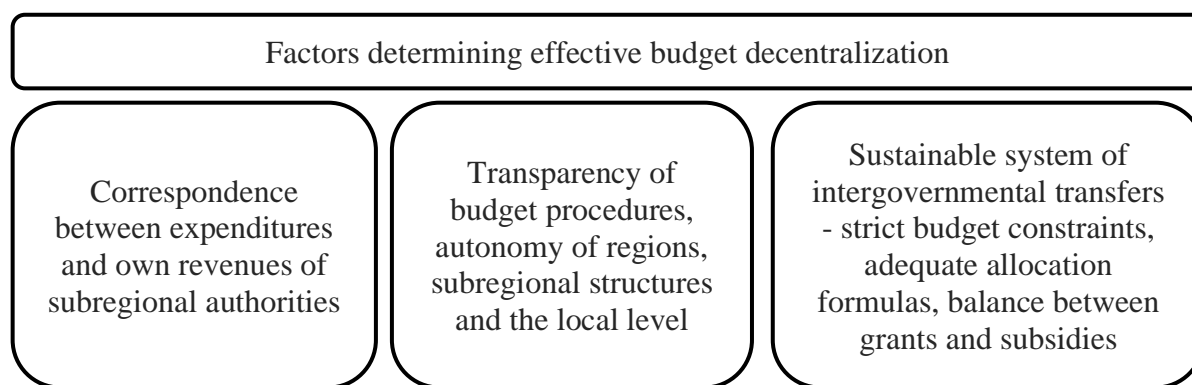 Factors determining effective budget decentralization
Correspondence
between expenditures
and own revenues of
subregional authorities
Transparency of
budget procedures,
autonomy of regions,
subregional structures
and the local level
Sustainable system of
intergovernmental transfers
- strict budget constraints,
adequate allocation
formulas, balance between
grants and subsidies